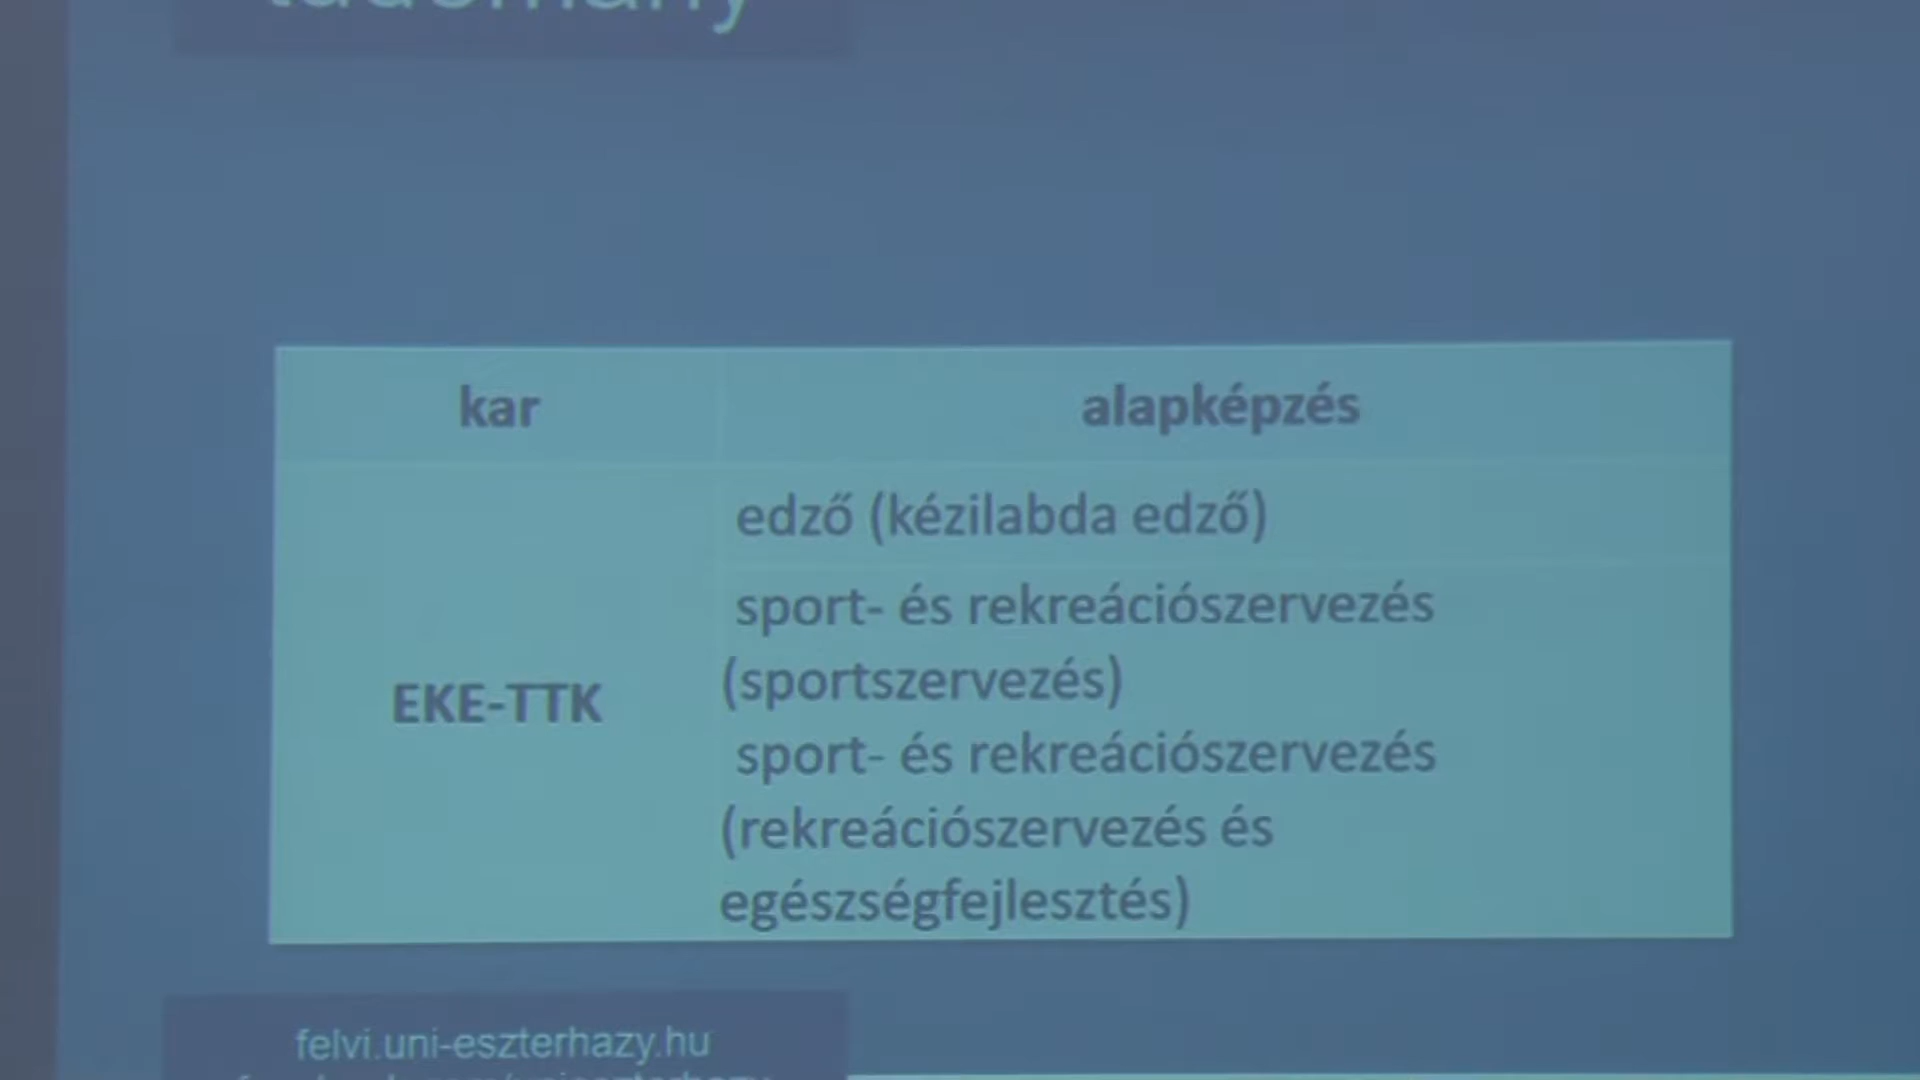 kar
alapképzés
edző (kézilabda edző)
sport- és rekreációszervezés
(sportszervezés)
EKE-TTK
sport- és rekreációszervezés
(rekreációszervezés és
egészségfejlesztés)
felvi.uni-eszterhazy.hu